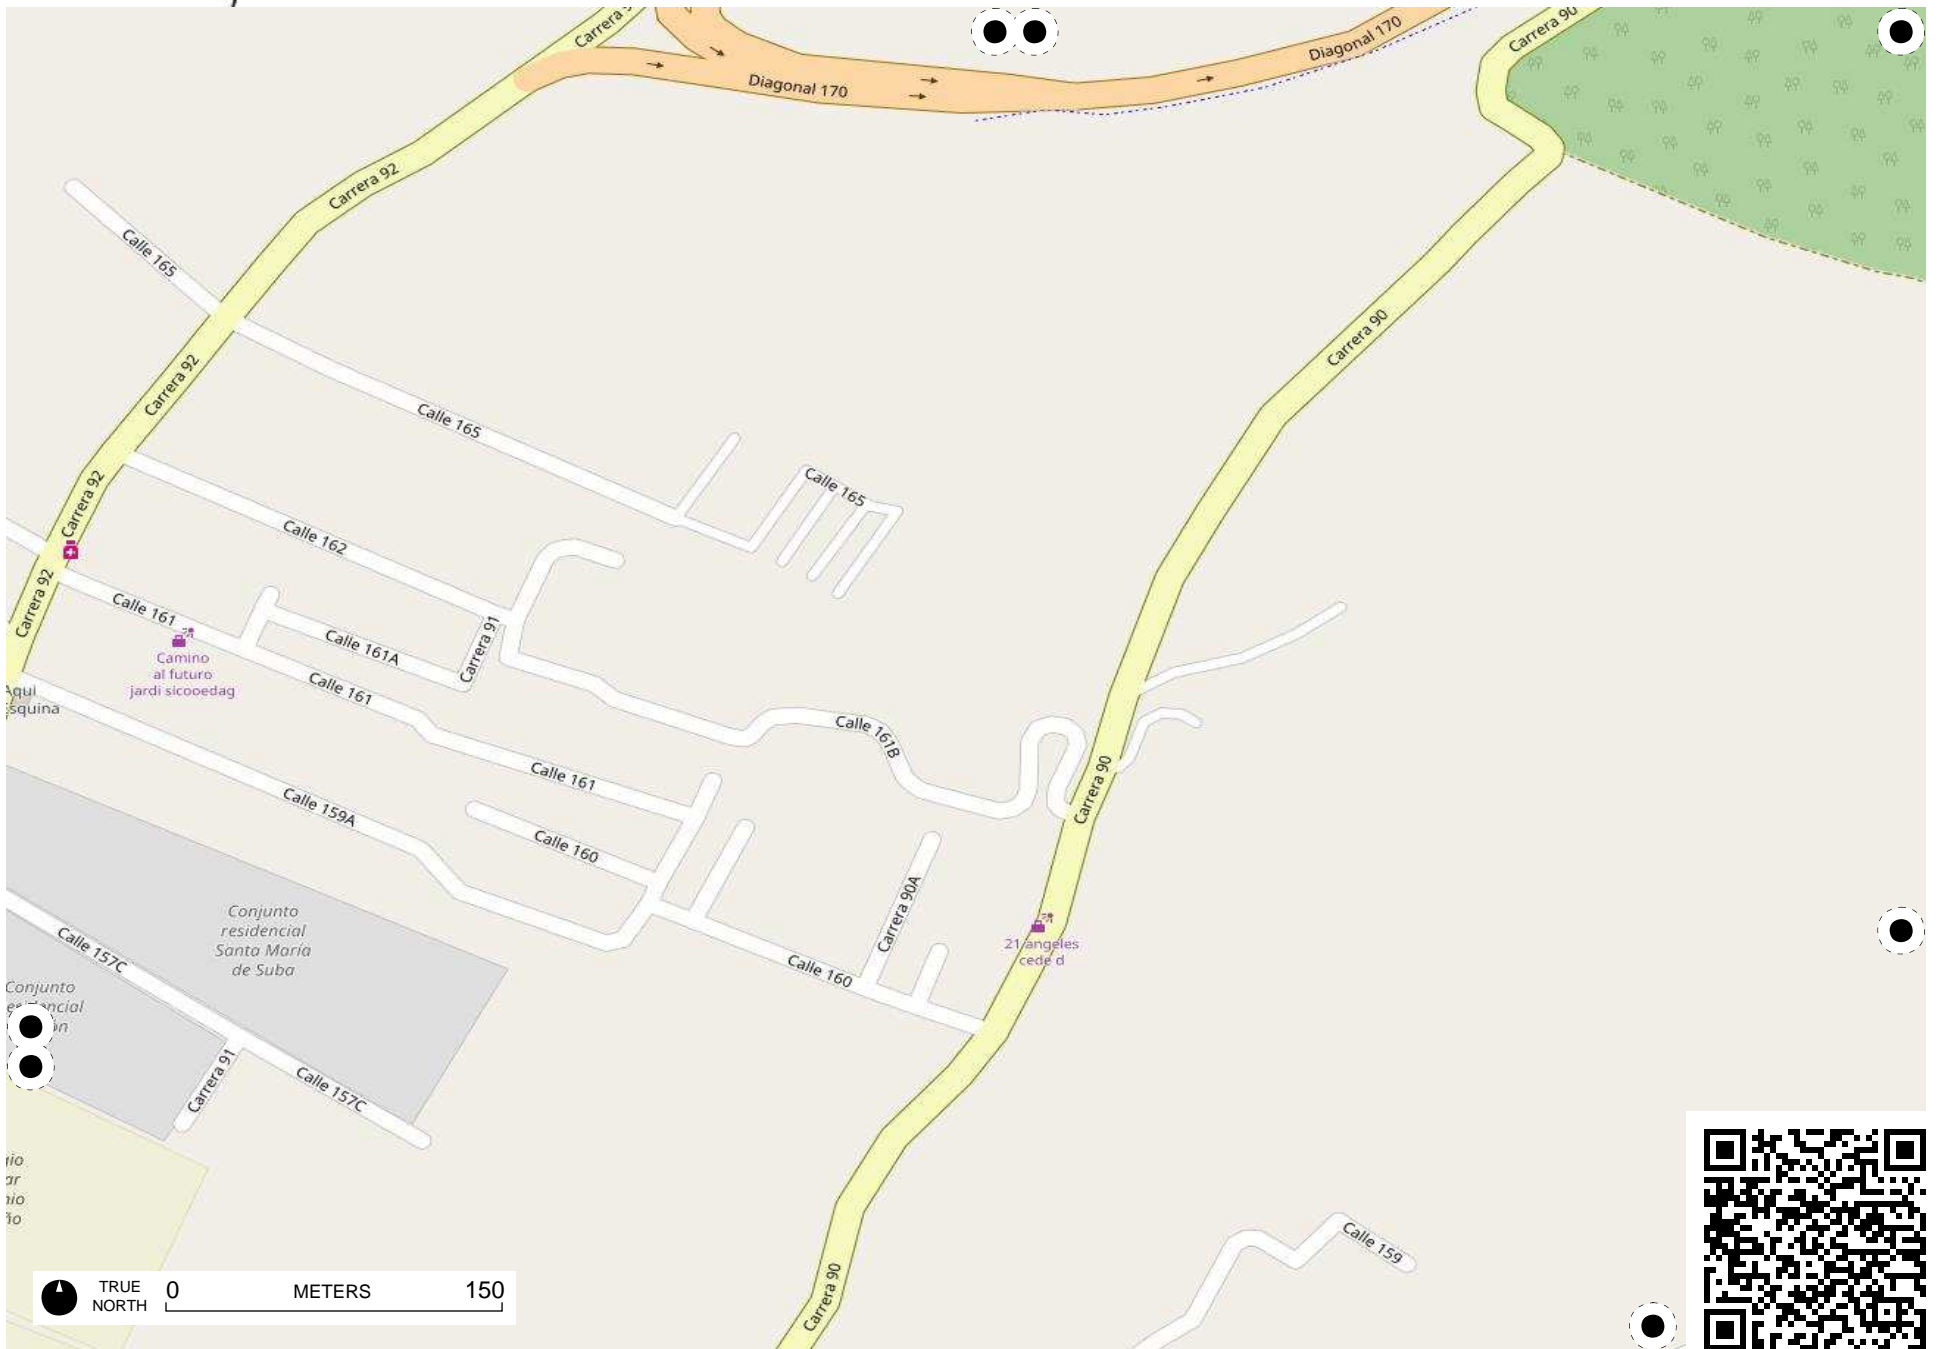 Diagonal 170
Diagonal 170
Carrera 90
Carrera 92
Calle 165
Carrera 90
Carrera 92
Calle 165
Calle 165
Carrera 92
Calle 162
Carrera 92
Calle 161
Carrera 91
Calle 161A
Camino
al futuro
jardi sicooedag
Calle 161
Aqui
squina
Calle 161B
Calle 161
Carrera 90
Calle 159A
Calle 160
Carrera 90A
Conjunto
residencial
Santa María
de Suba
21 angeles
cede d
Calle 157C
Calle 160
Conjunto
Carrera 91
Calle 157C
Calle 159
Carrera 90
TRUE
NORTH
0 METERS 150